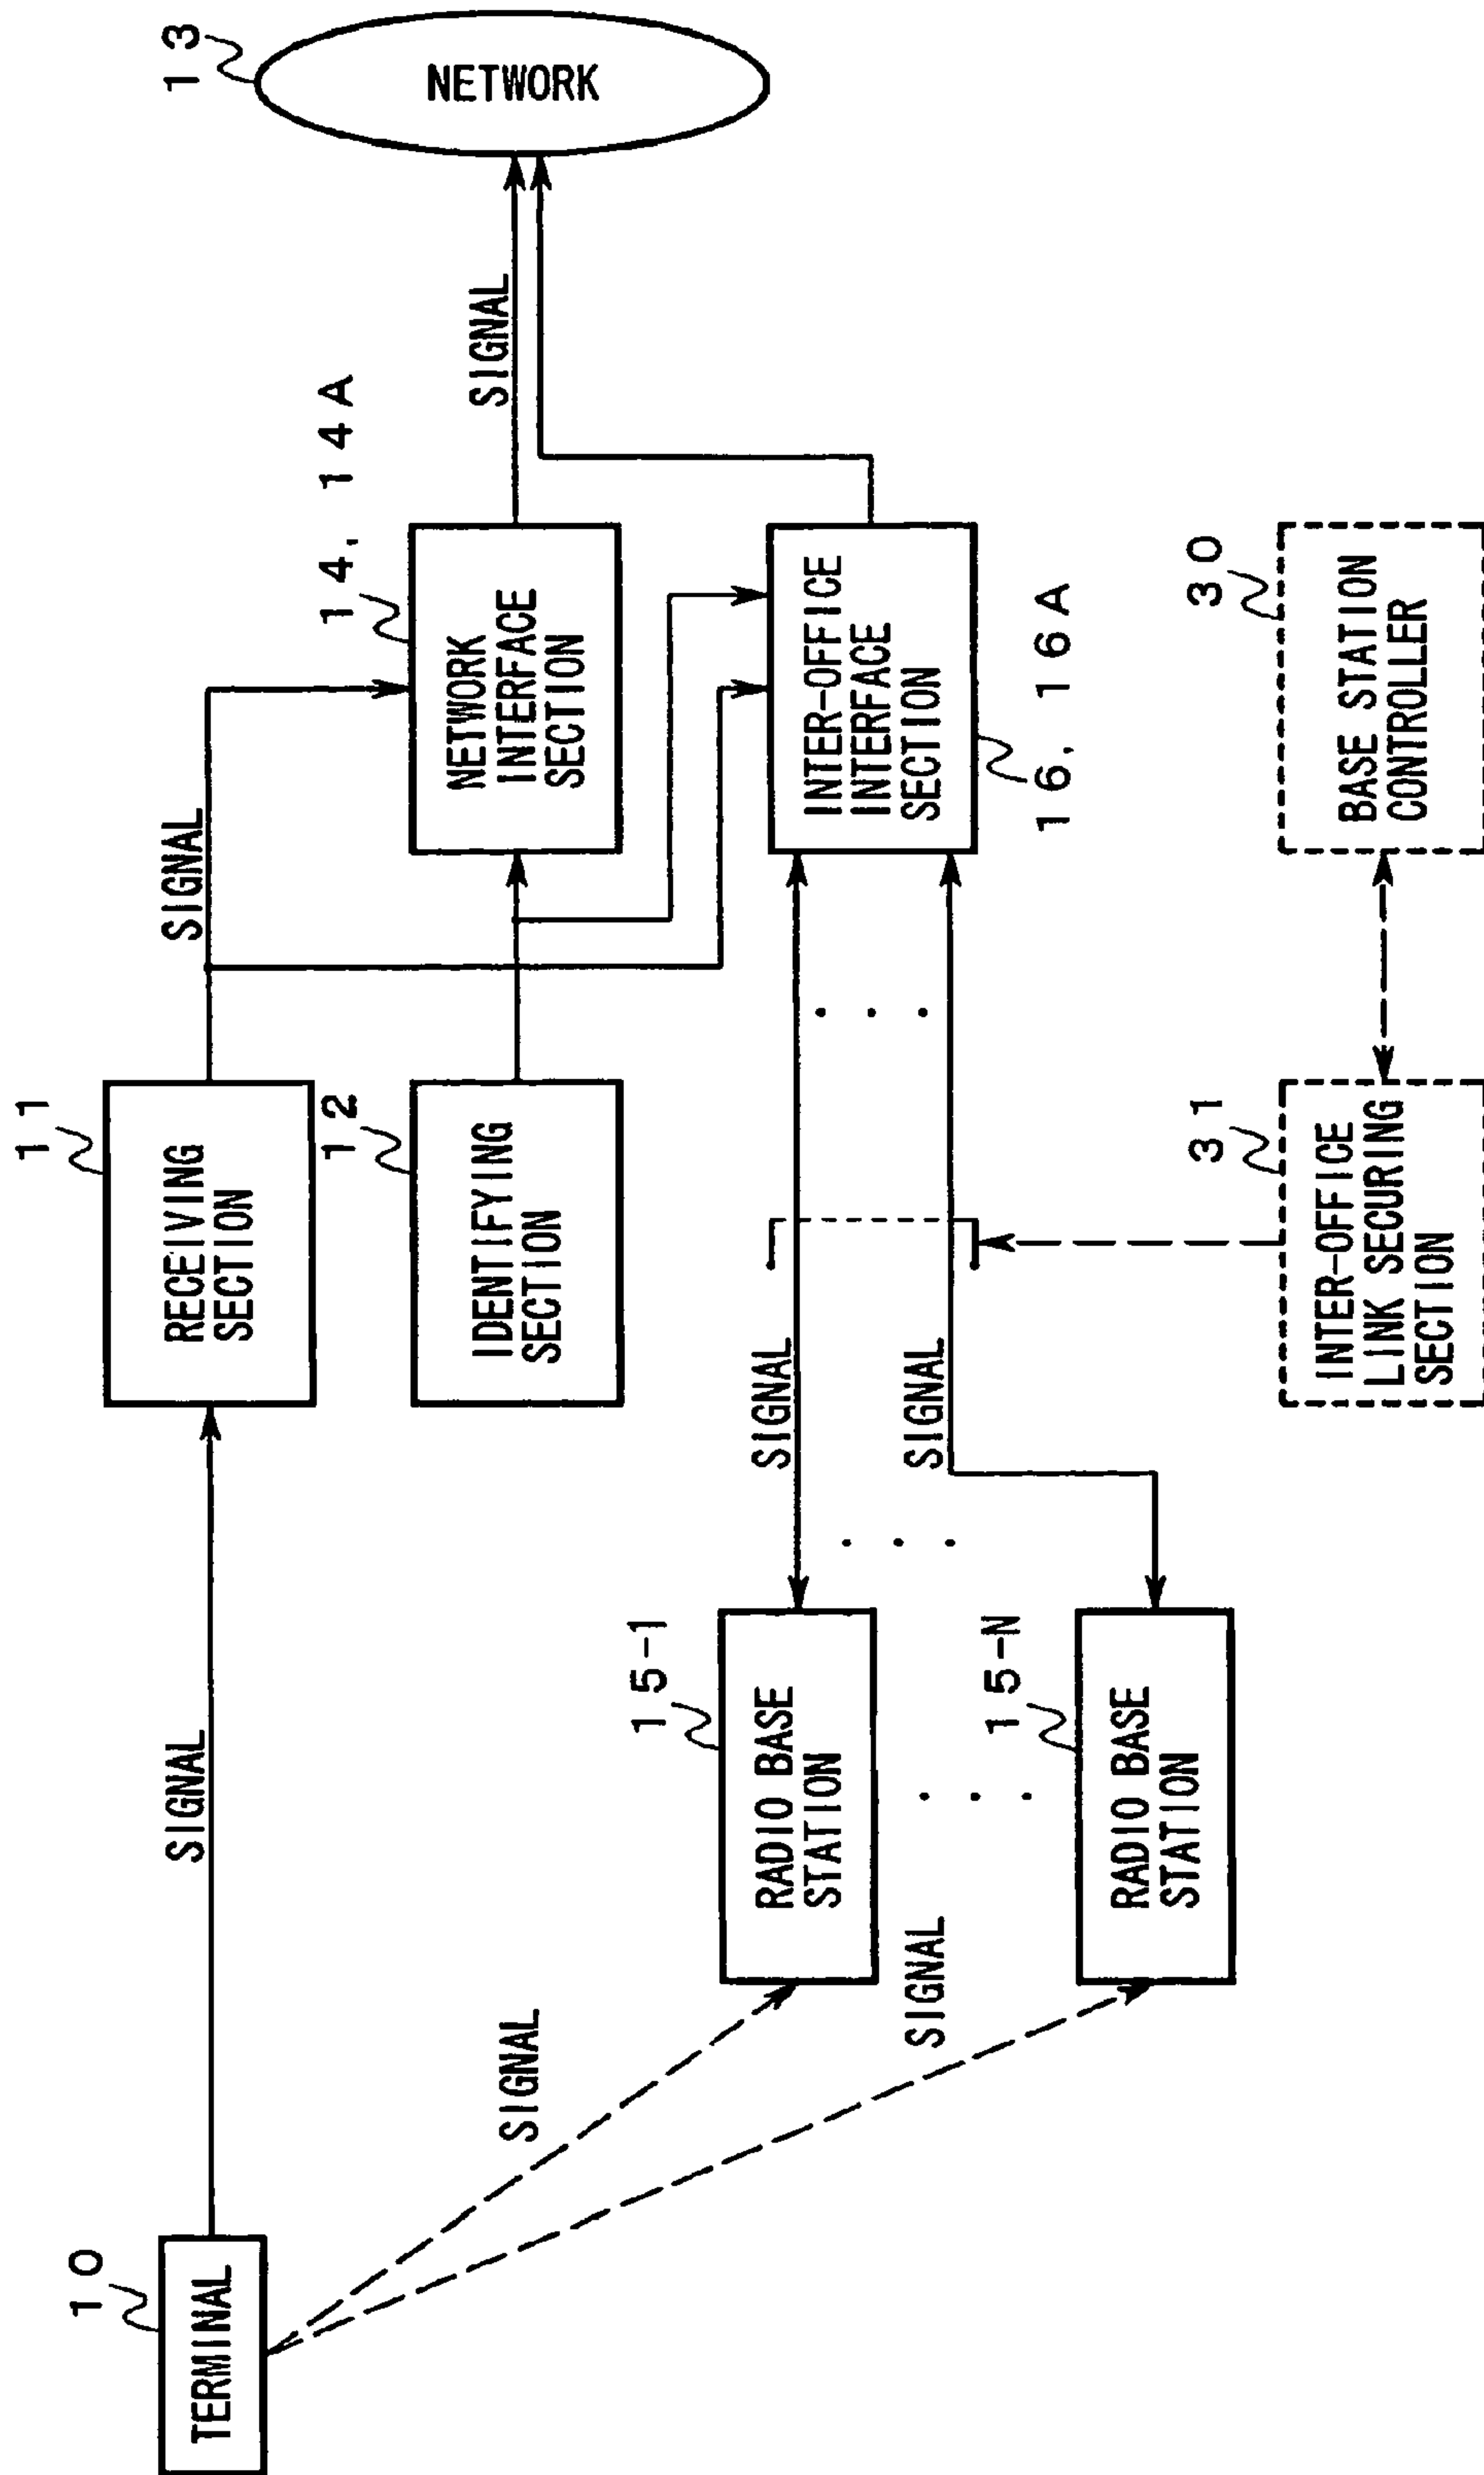 10
TERMINAL
SIGNAL
11
RECEIVING
SECTION
SIGNAL
12
IDENTIFYING
SECTION
14, 14A
NETWORK
INTERFACE
SECTION
SIGNAL
13
NETWORK
SIGNAL
SIGNAL
15-1
RADIO BASE
STATION
. . .
15-N
RADIO BASE
STATION
SIGNAL
SIGNAL
. . .
. . .
INTER-OFFICE
INTERFACE
SECTION
16, 16A
31
INTER-OFFICE
LINK SECURING
SECTION
30
BASE STATION
CONTROLLER